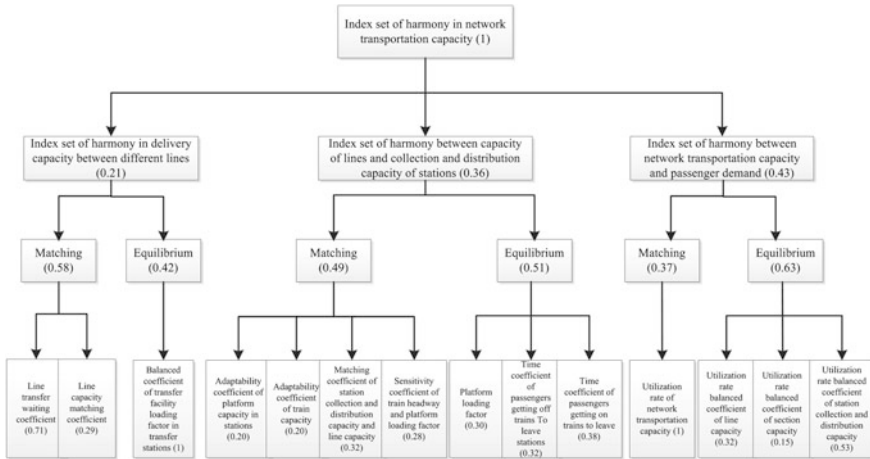 Index set of harmony in network
transportation capacity (1)
Index set of harmony in delivery
capacity between different lines
(0.21)
Index set of harmony between capacity
of lines and collection and distribution
capacity of stations (0.36)
Index set of harmony between
network transportation capacity
and passenger demand (0.43)
Matching
(0.58)
Equilibrium
(0.42)
Matching
(0.49)
Equilibrium
(0.51)
Matching
(0.37)
Equilibrium
(0.63)
Line
transfer
waiting
coefficient
(0.71)
Line
capacity
matching
coefficient
(0.29)
Balanced
coefficient
of transfer
facility
loading
factor in
transfer
stations (1)
Adaptability
coefficient of
platform
capacity in
stations
(0.20)
Adaptability
coefficient
of train
capacity
(0.20)
Matching
coefficient of
station
collection and
distribution
capacity and
line capacity
(0.32)
Sensitivity
coefficient of
train headway
and platform
loading factor
(0.28)
Platform
loading
factor
(0.30)
Time
coefficient
of
passengers
getting off
trains To
leave
stations
(0.32)
Time
coefficient of
passengers
getting on
trains to leave
(0.38)
Utilization
rate of
network
transportation
capacity (1)
Utilization
rate balanced
coefficient
of line
capacity
(0.32)
Utilization
rate
balanced
coefficient
of section
capacity
(0.15)
Utilization
rate balanced
coefficient of
station
collection and
distribution
capacity
(0.53)